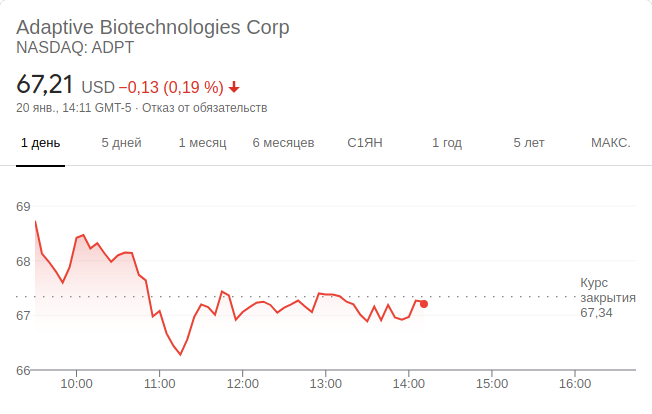 Adaptive Biotechnologies Corp
NASDAQ: ADPT
67,21 USD −0,13 (0,19 %)
20 янв., 14:11 GMT-5 · Отказ от обязательств
1 день 5 дней 1 месяц 6 месяцев С1ЯН 1 год 5 лет МАКС.
69
68
Курс
закрытия
67,34
67
66
10:00 11:00 12:00 13:00 14:00 15:00 16:00